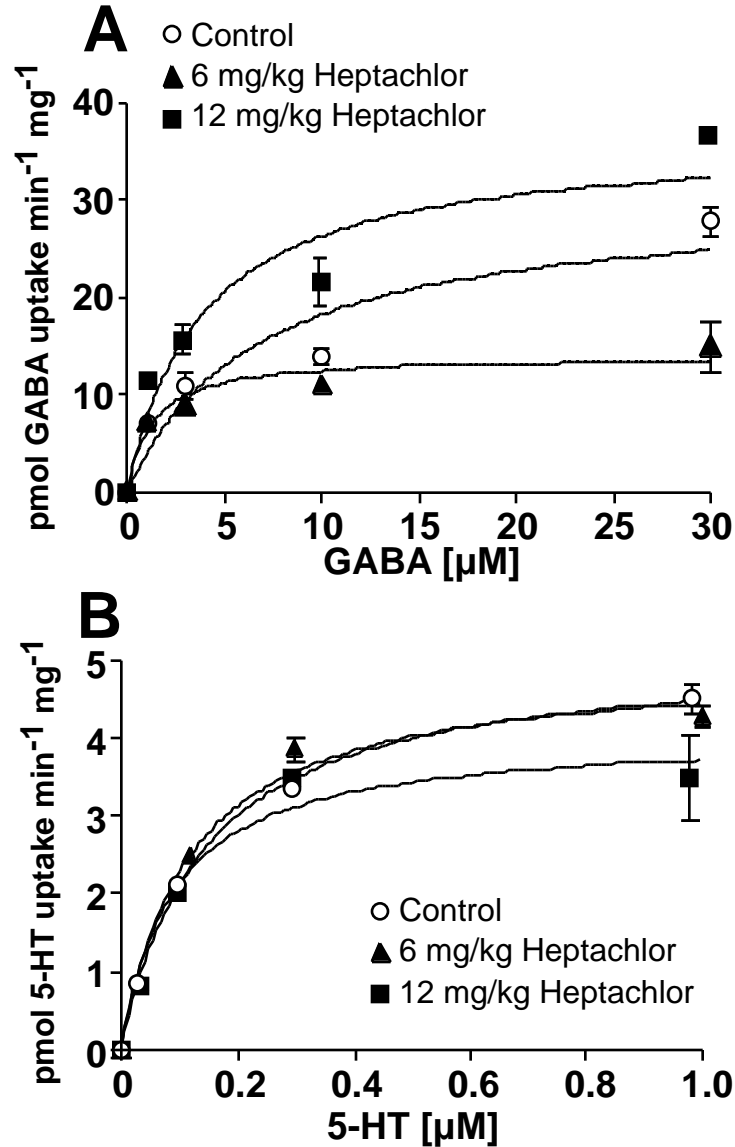 A
Control
6 mg/kg Heptachlor
12 mg/kg Heptachlor
pmol GABA uptake min⁻¹ mg⁻¹
40
30
20
10
0
0 5 10 15 20 25 30
GABA [µM]
B
pmol 5-HT uptake min⁻¹ mg⁻¹
5
4
3
2
1
0
Control
6 mg/kg Heptachlor
12 mg/kg Heptachlor
0 0.2 0.4 0.6 0.8 1.0
5-HT [µM]